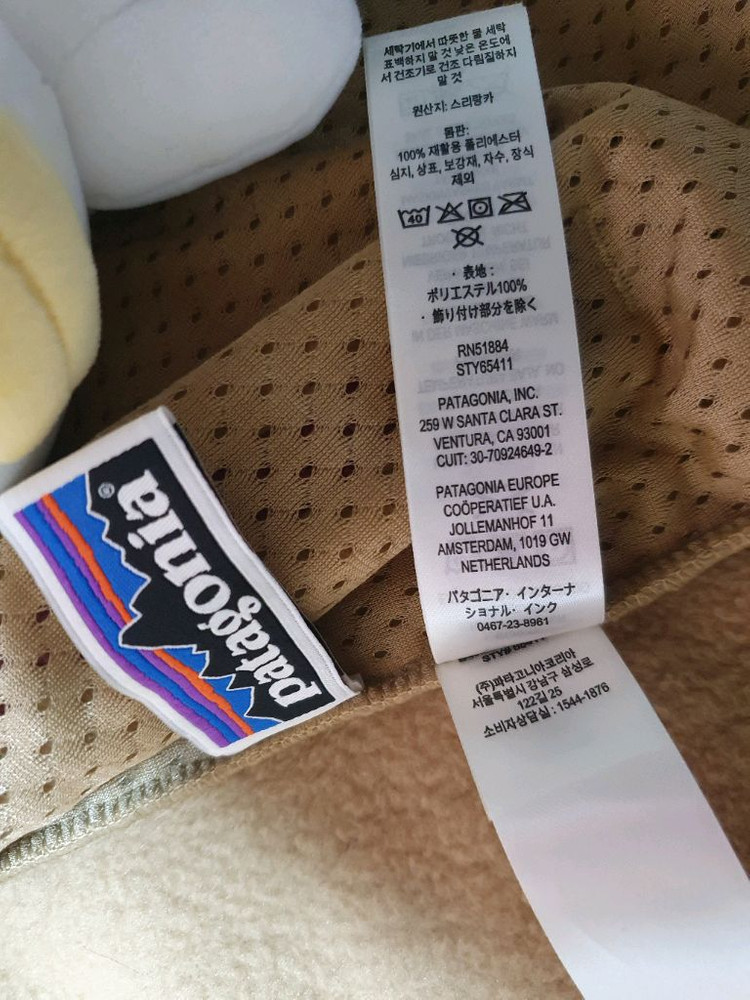 세탁기에서 따뜻한 물 세탁
표백하지 말 것 낮은 온도에
서 건조기로 건조 다림질하지
말 것
원산지: 스리랑카
몸판:
100% 재활용 폴리에스터
심지, 상표, 보강재, 자수, 장식
제외
40
・表地：
ポリエステル100%
・飾り付け部分を除く
RN51884
STY65411
PATAGONIA, INC.
259 W SANTA CLARA ST.
VENTURA, CA 93001
CUIT: 30-70924649-2
PATAGONIA EUROPE
COÖPERATIEF U.A.
JOLLEMANHOF 11
AMSTERDAM, 1019 GW
NETHERLANDS
パタゴニア・インターナ
ショナル・インク
0467-23-8961
(주)파타고니아코리아
서울특별시 강남구 삼성로
122길 25
소비자상담실 : 1544-1876
patagonia®